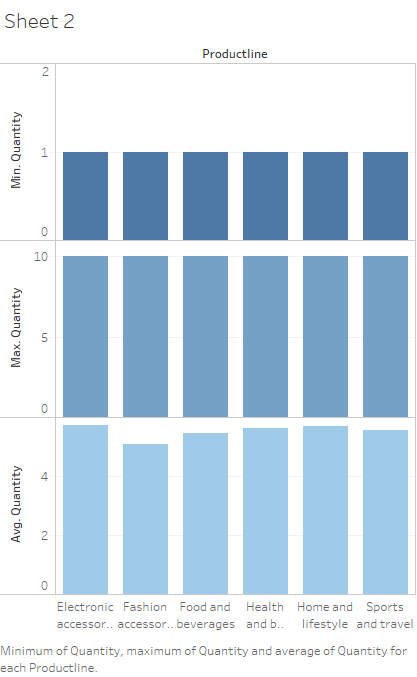 Sheet 2
Productline
Min. Quantity
2
1
0
Max. Quantity
10
5
0
Avg. Quantity
4
2
0
Electronic accessor..
Fashion accessor..
Food and beverages
Health and b..
Home and lifestyle
Sports and travel
Minimum of Quantity, maximum of Quantity and average of Quantity for
each Productline.